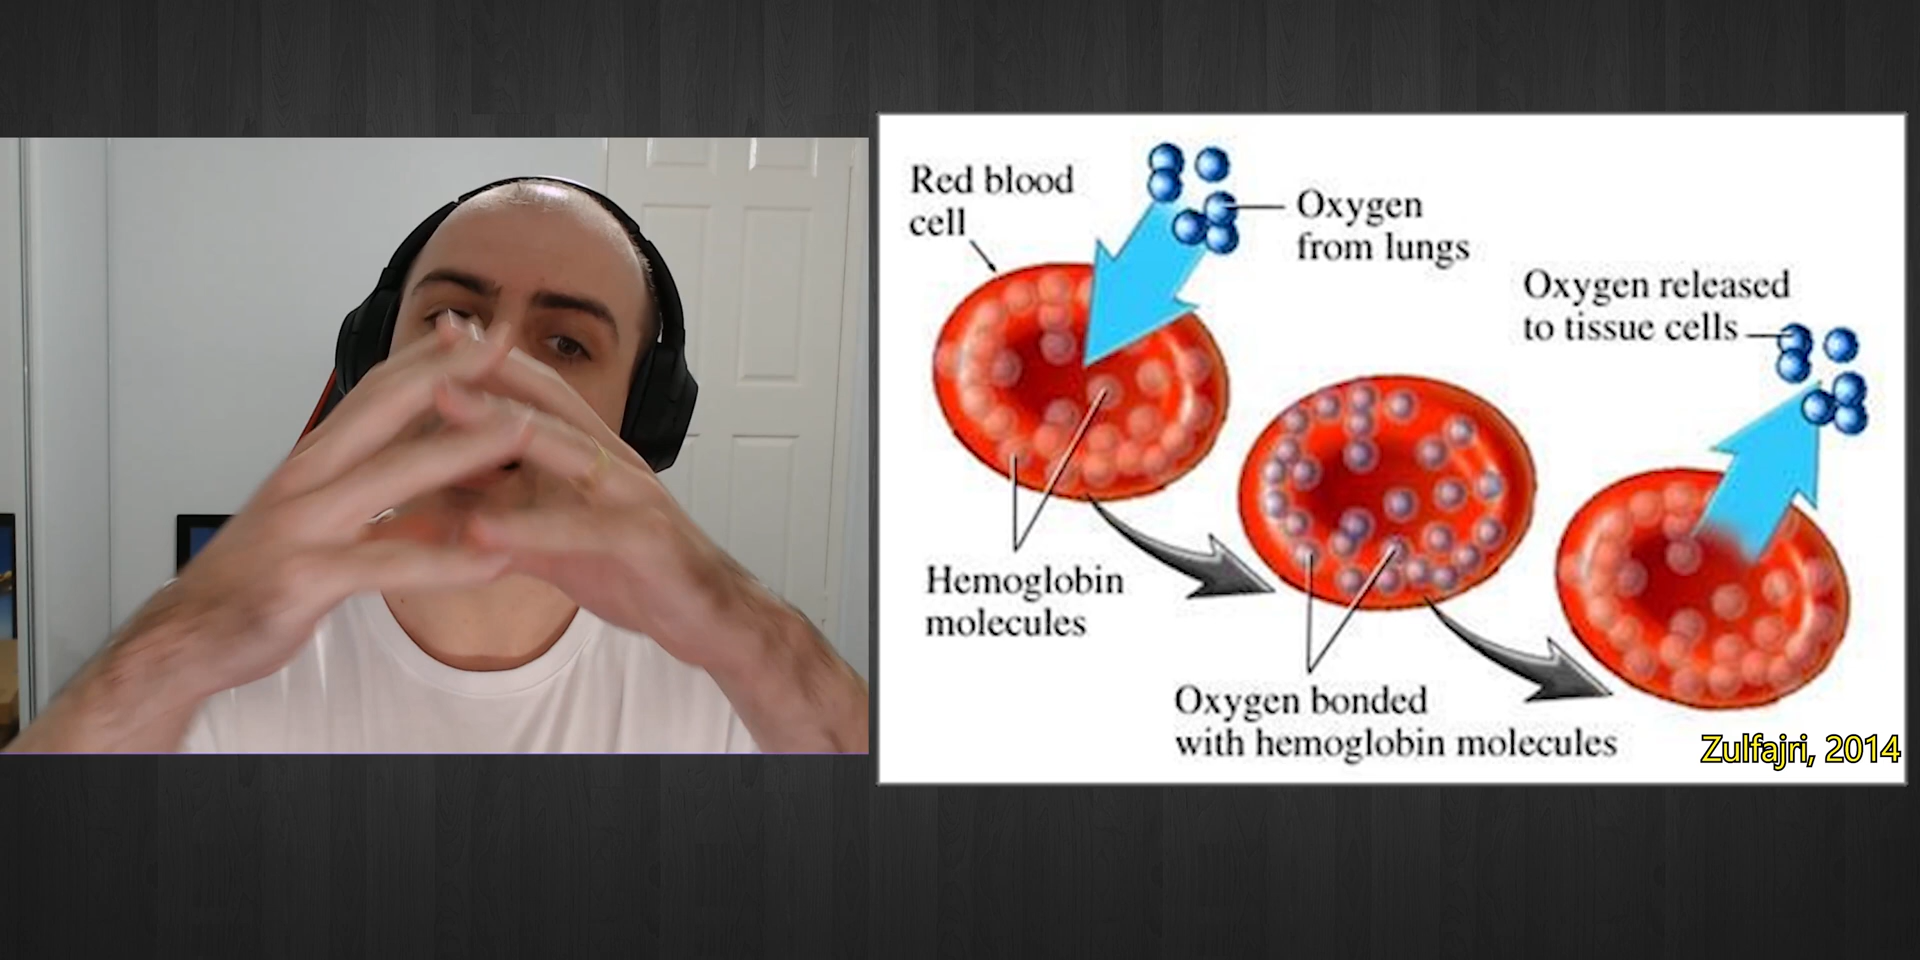 Red blood
cell
Oxygen
from lungs
Oxygen released
to tissue cells
Hemoglobin
molecules
Oxygen bonded
with hemoglobin molecules
Zulfajri, 2014